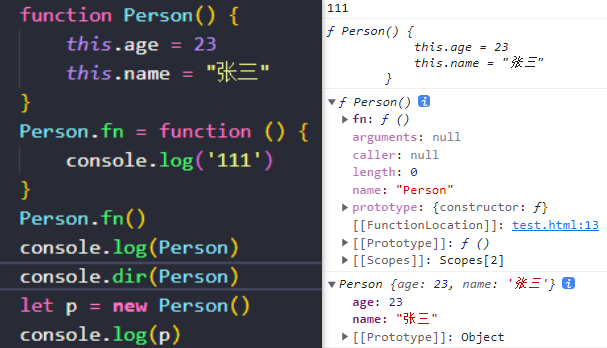 function Person() {
    this.age = 23
    this.name = "张三"
}
Person.fn = function () {
    console.log('111')
}
Person.fn()
console.log(Person)
console.dir(Person)
let p = new Person()
console.log(p)
111
ƒ Person() {
            this.age = 23
            this.name = "张三"
        }
▼ƒ Person() i
▶fn: ƒ ()
arguments: null
caller: null
length: 0
name: "Person"
▶prototype: {constructor: ƒ}
[[FunctionLocation]]: test.html:13
▶[[Prototype]]: ƒ ()
▶[[Scopes]]: Scopes[2]
▼Person {age: 23, name: '张三'} i
age: 23
name: "张三"
▶[[Prototype]]: Object